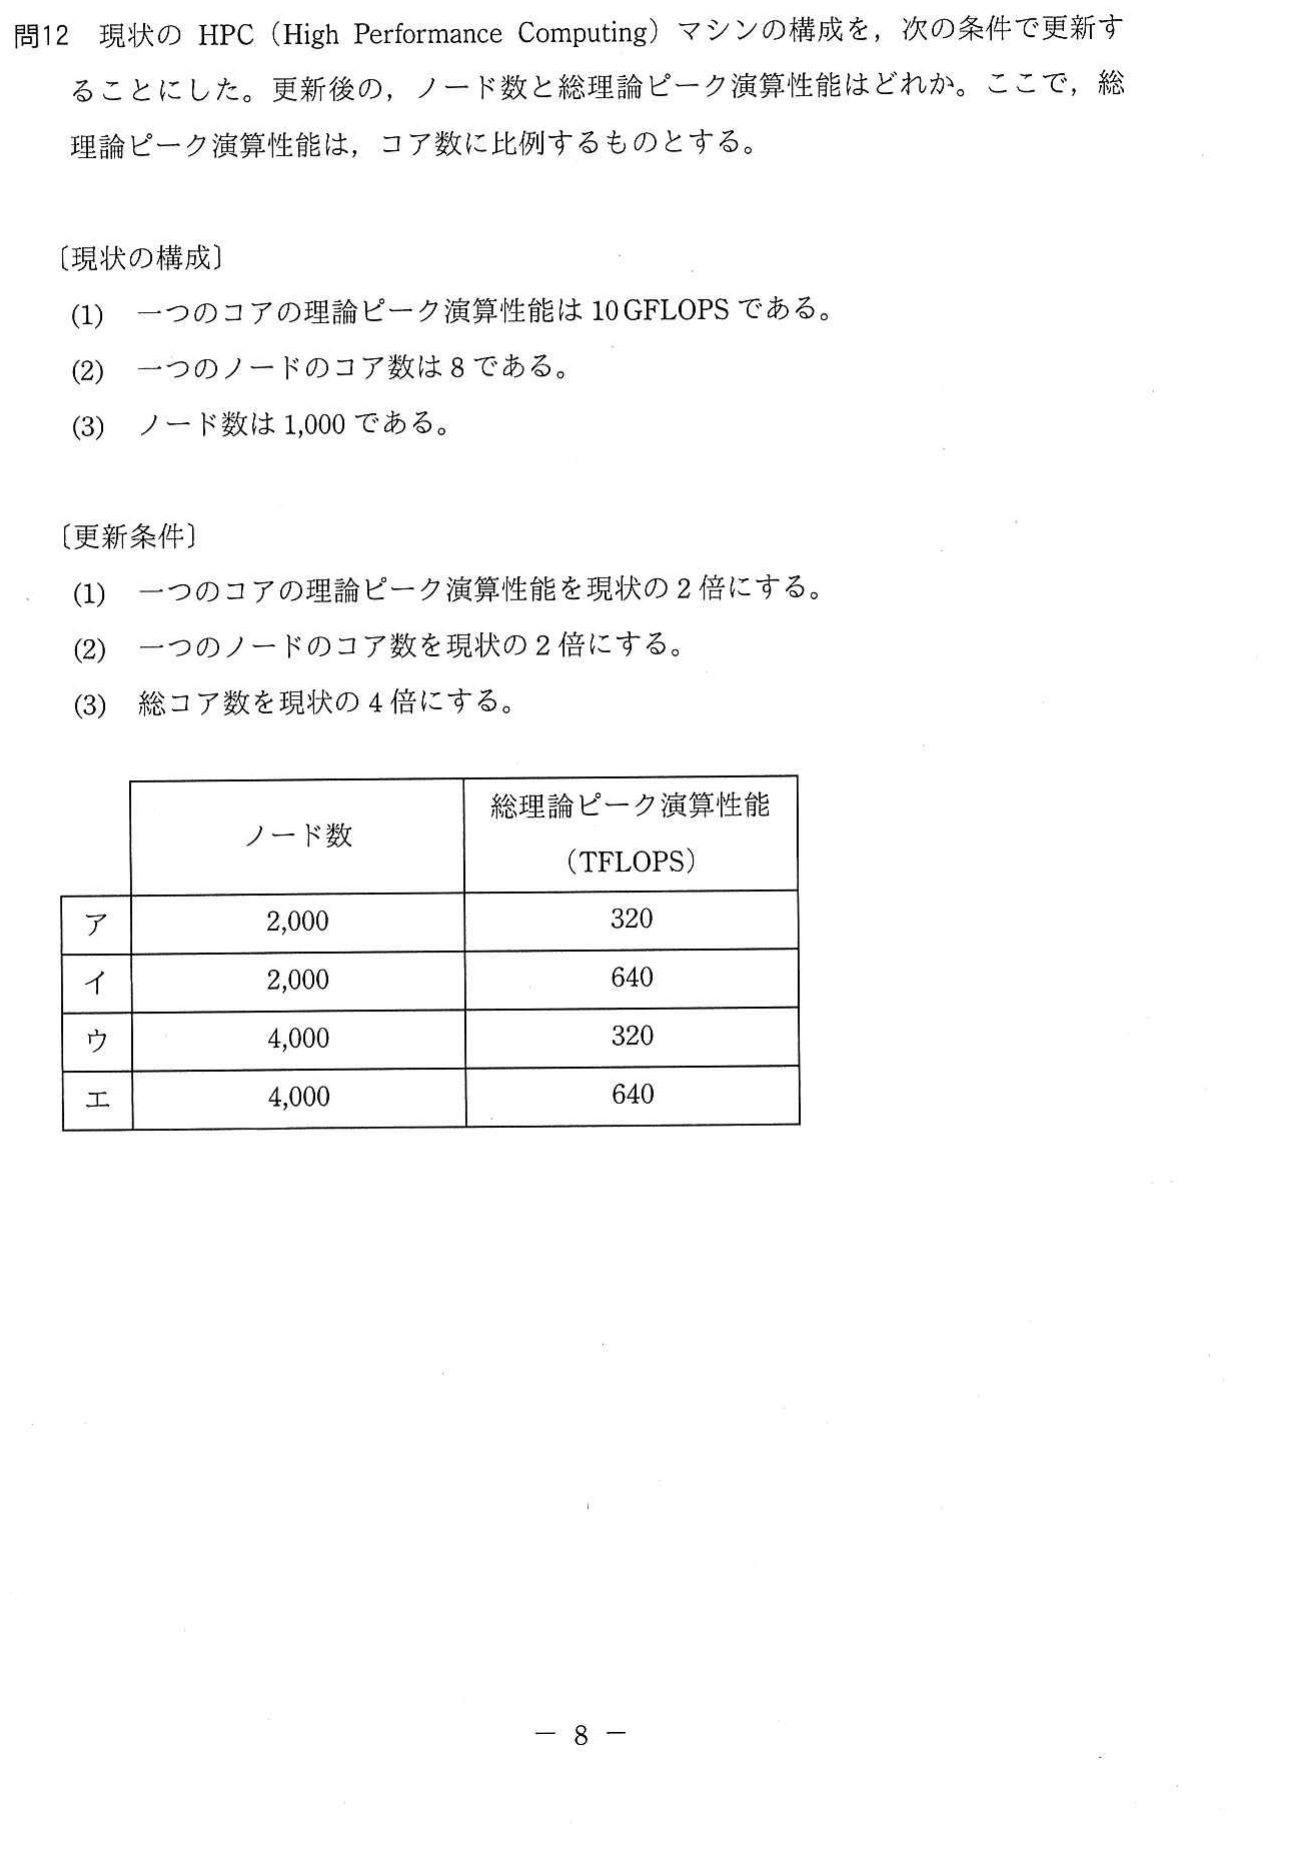 問12 現状の HPC（High Performance Computing）マシンの構成を，次の条件で更新す
ることにした。更新後の，ノード数と総理論ピーク演算性能はどれか。ここで，総
理論ピーク演算性能は，コア数に比例するものとする。
〔現状の構成〕
(1) 一つのコアの理論ピーク演算性能は 10 GFLOPS である。
(2) 一つのノードのコア数は 8 である。
(3) ノード数は 1,000 である。
〔更新条件〕
(1) 一つのコアの理論ピーク演算性能を現状の 2 倍にする。
(2) 一つのノードのコア数を現状の 2 倍にする。
(3) 総コア数を現状の 4 倍にする。
ノード数 総理論ピーク演算性能
（TFLOPS）
ア 2,000 320
イ 2,000 640
ウ 4,000 320
エ 4,000 640
－ 8 －